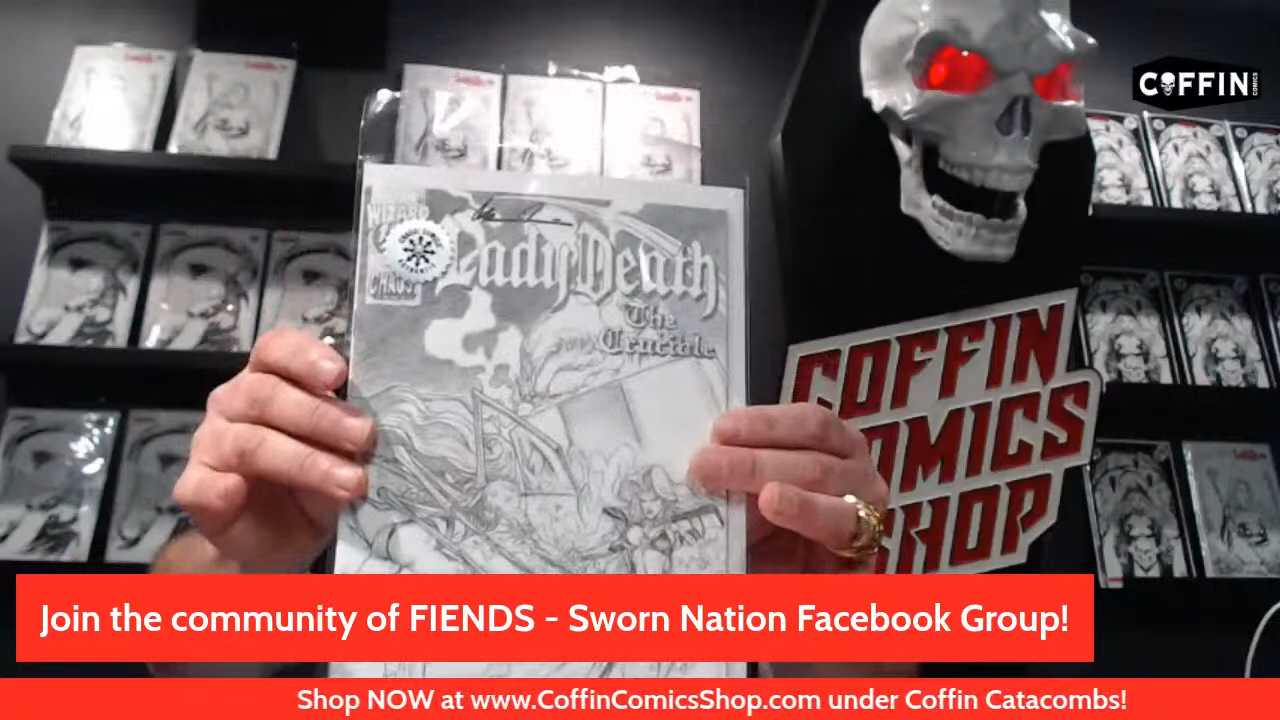 COFFIN
COMICS
WIZARD
CHAOS!
Lady Death
The
Crucible
COFFIN
COMICS
SHOP
Join the community of FIENDS - Sworn Nation Facebook Group!
Shop NOW at www.CoffinComicsShop.com under Coffin Catacombs!